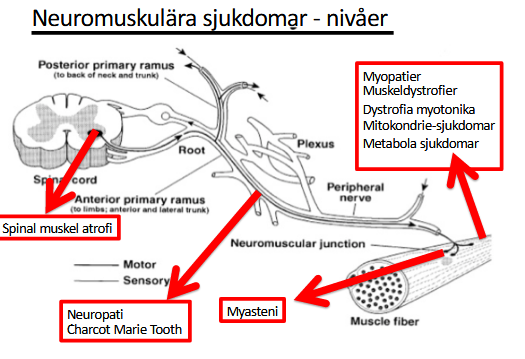 Neuromuskulära sjukdomar - nivåer
Posterior primary ramus
(to back of neck and trunk)
Myopatier
Muskeldystrofier
Dystrofia myotonika
Mitokondrie-sjukdomar
Metabola sjukdomar
Plexus
Root
Spinal cord
Anterior primary ramus
(to limbs; anterior and lateral trunk)
Peripheral
nerve
Spinal muskel atrofi
Neuromuscular junction
Motor
Sensory
Neuropati
Charcot Marie Tooth
Myasteni
Muscle fiber